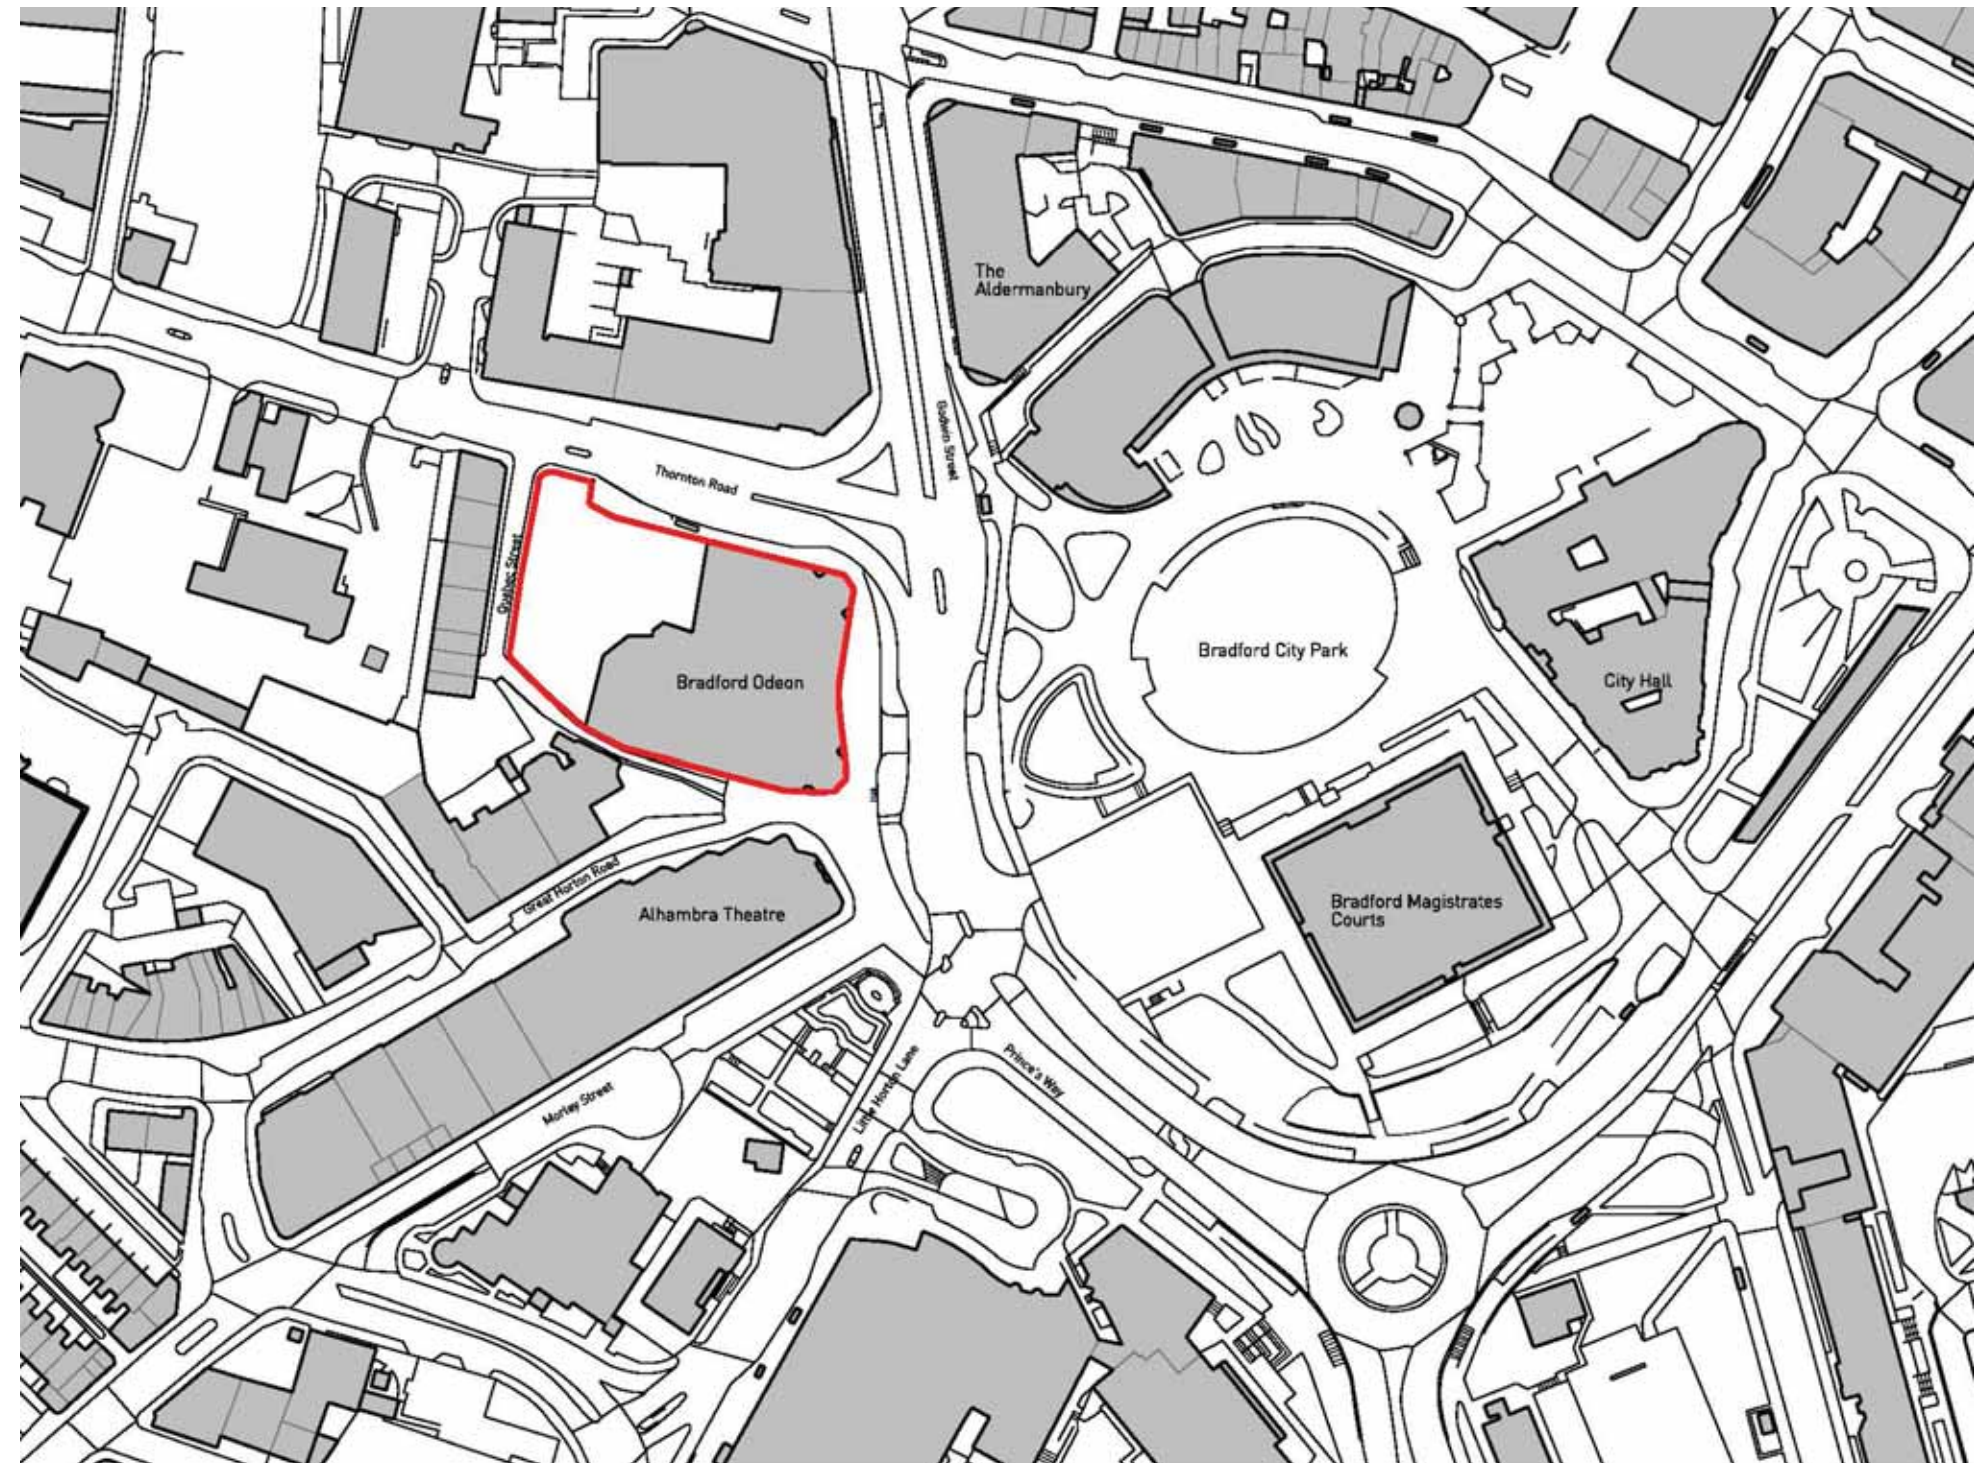 The
Aldermanbury
Godwin Street
Thornton Road
Quebec Street
Bradford Odeon
Bradford City Park
City Hall
Great Horton Road
Alhambra Theatre
Bradford Magistrates
Courts
Prince's Way
Little Horton Lane
Morley Street